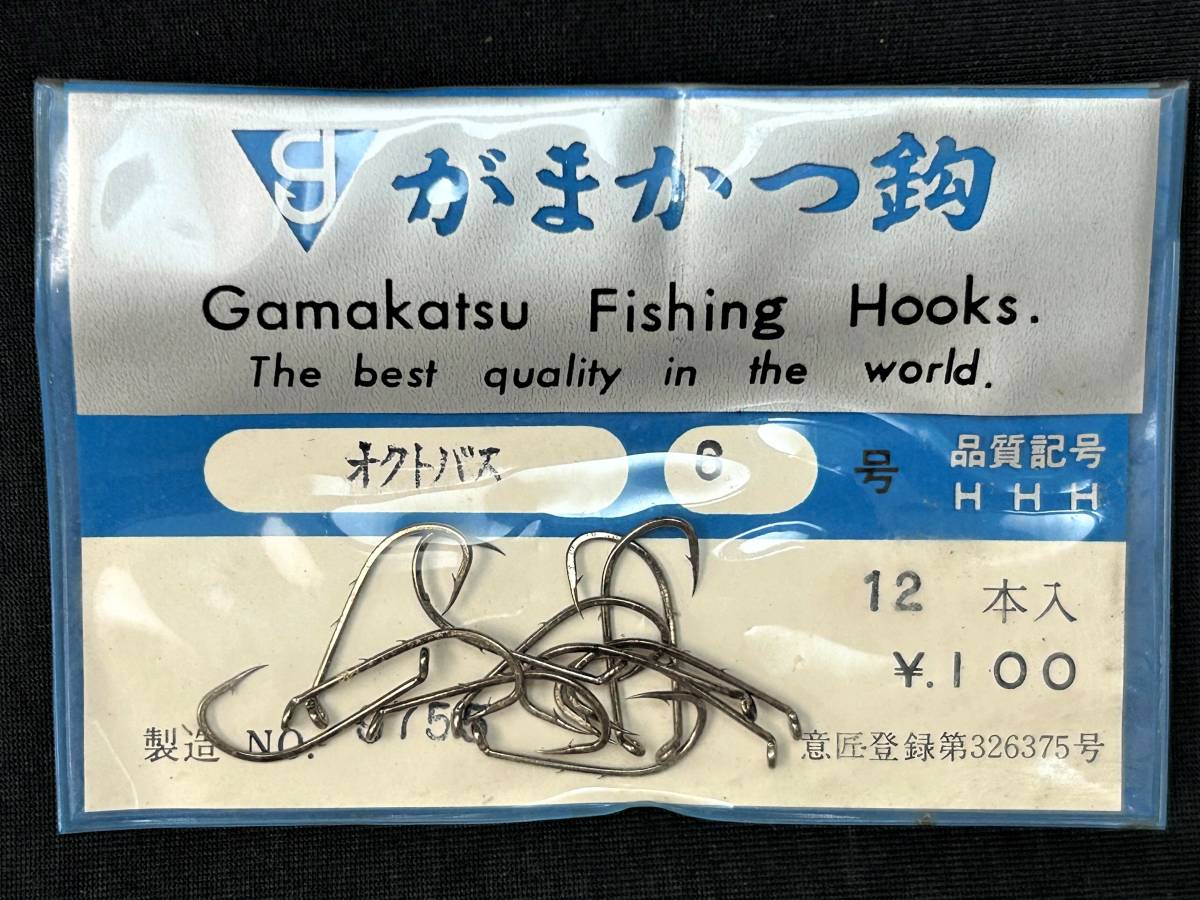 がまかつ鈎
Gamakatsu Fishing Hooks.
The best quality in the world.
オクトバス 6 号 品質記号
HHH
12 本入
¥.100
製造 NO. 意匠登録第326375号